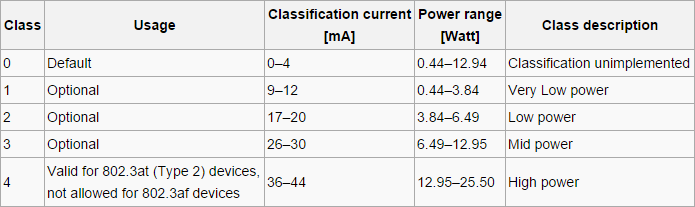 Class Usage Classification current [mA] Power range [Watt] Class description
0 Default 0–4 0.44–12.94 Classification unimplemented
1 Optional 9–12 0.44–3.84 Very Low power
2 Optional 17–20 3.84–6.49 Low power
3 Optional 26–30 6.49–12.95 Mid power
4 Valid for 802.3at (Type 2) devices, not allowed for 802.3af devices 36–44 12.95–25.50 High power